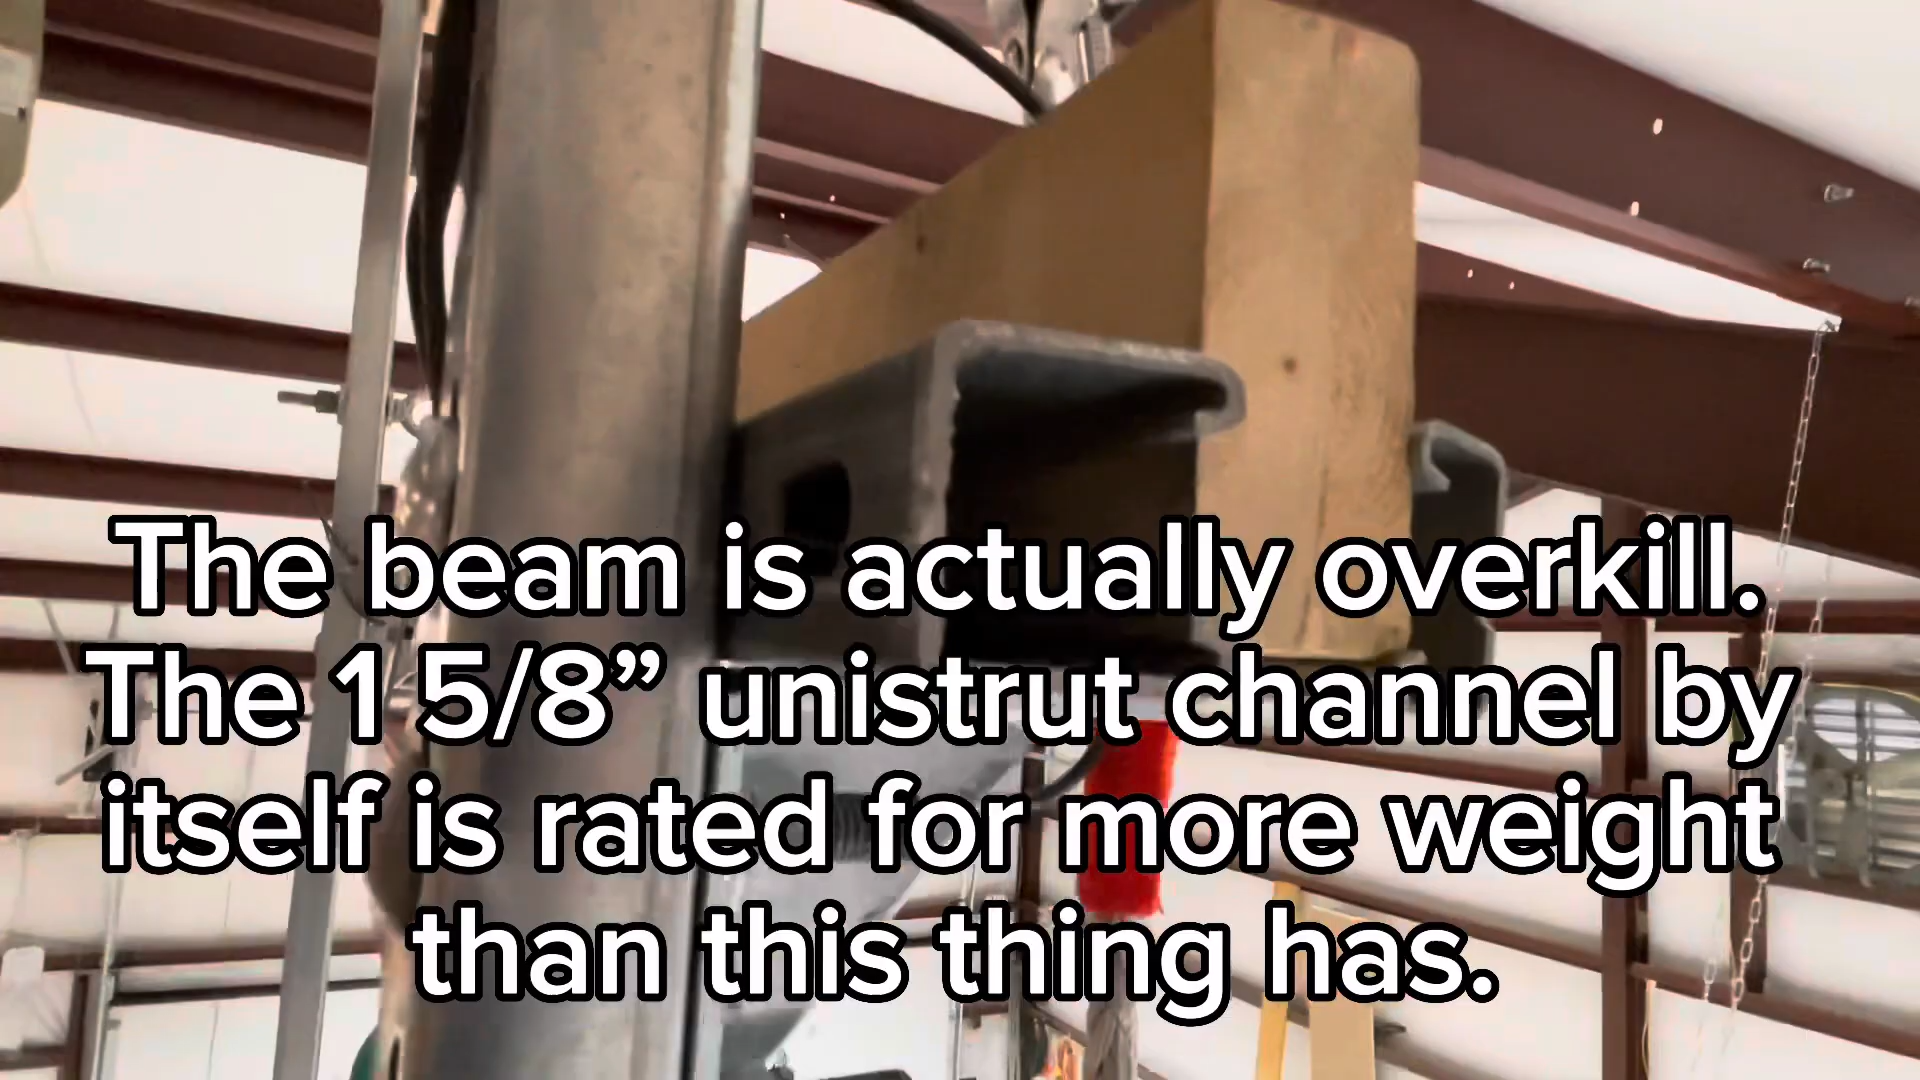 The beam is actually overkill.
The 1 5/8” unistrut channel by
itself is rated for more weight
than this thing has.